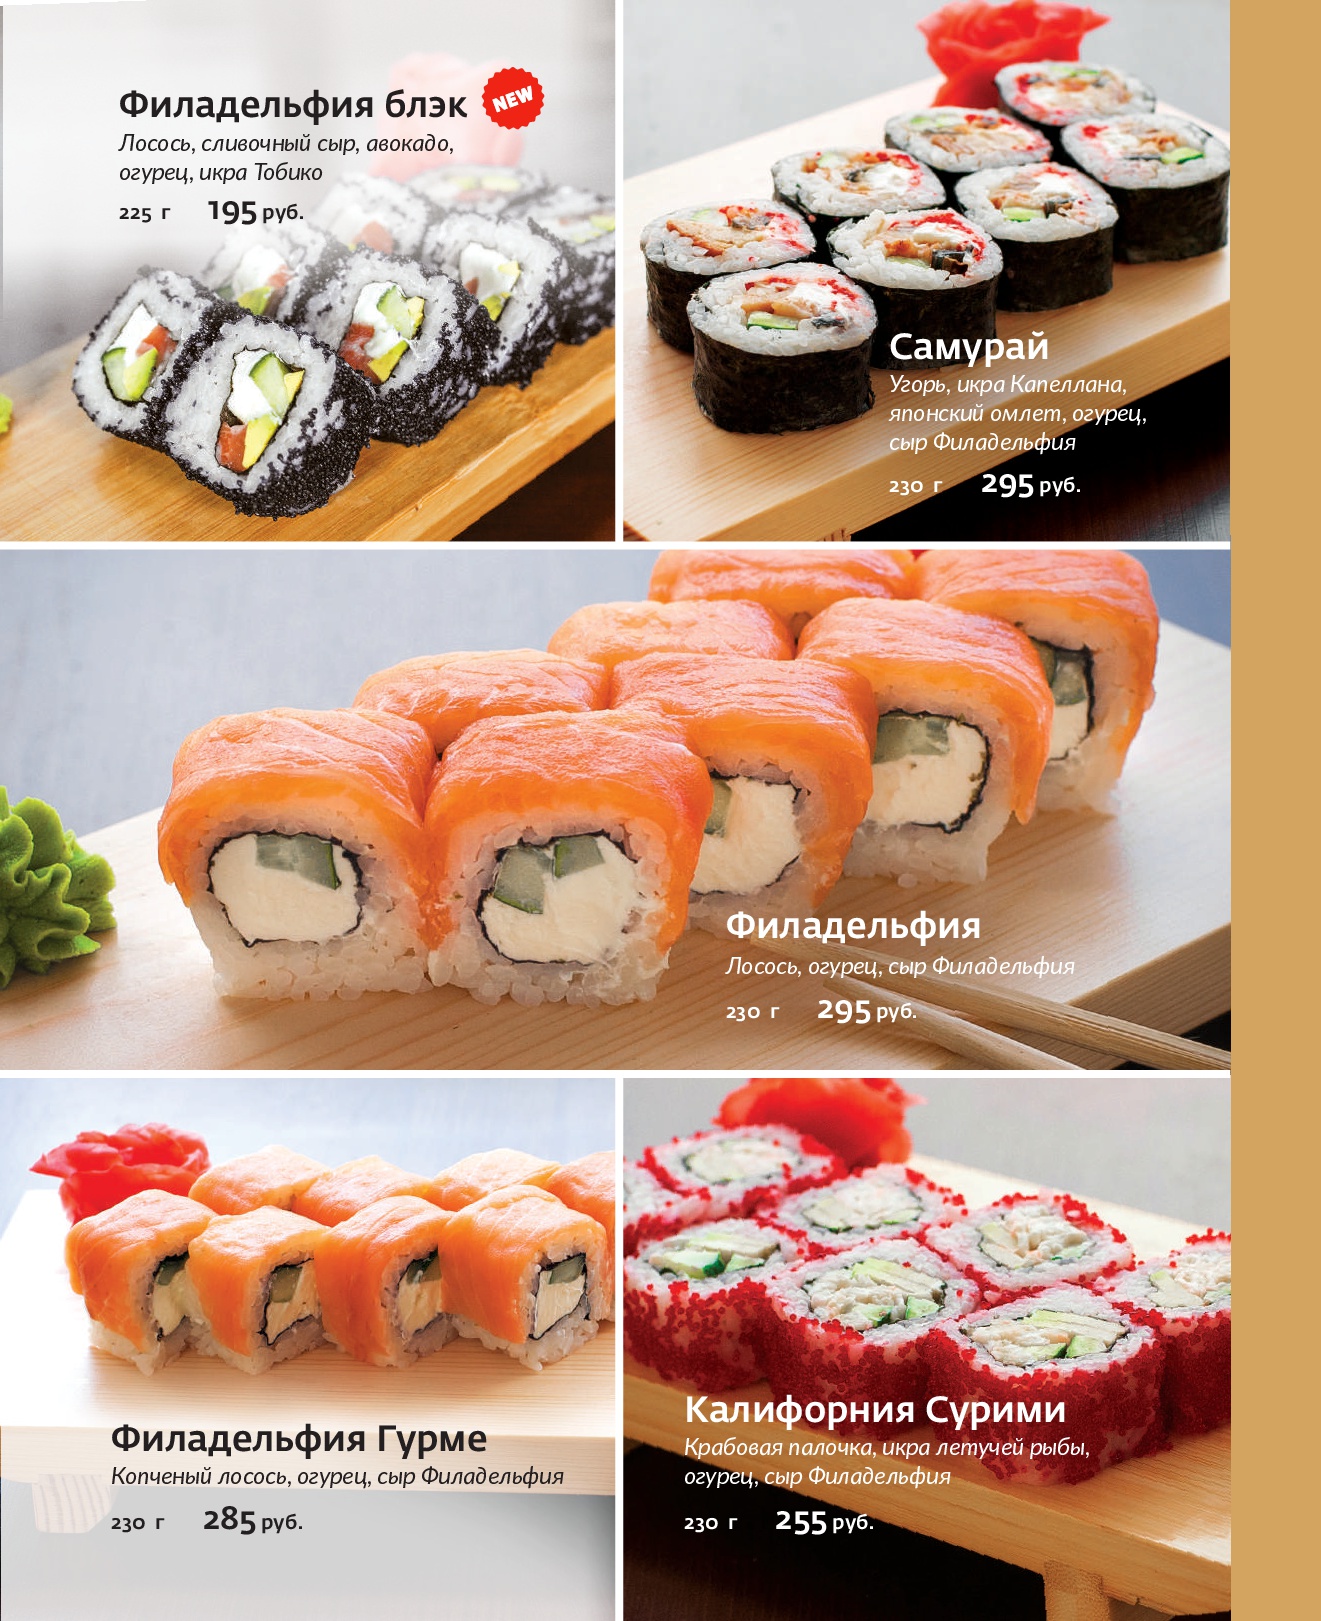 Филадельфия блэк
NEW
Лосось, сливочный сыр, авокадо,
огурец, икра Тобико
225 г 195 руб.
Самурай
Угорь, икра Капеллана,
японский омлет, огурец,
сыр Филадельфия
230 г 295 руб.
Филадельфия
Лосось, огурец, сыр Филадельфия
230 г 295 руб.
Филадельфия Гурме
Копченый лосось, огурец, сыр Филадельфия
230 г 285 руб.
Калифорния Сурими
Крабовая палочка, икра летучей рыбы,
огурец, сыр Филадельфия
230 г 255 руб.